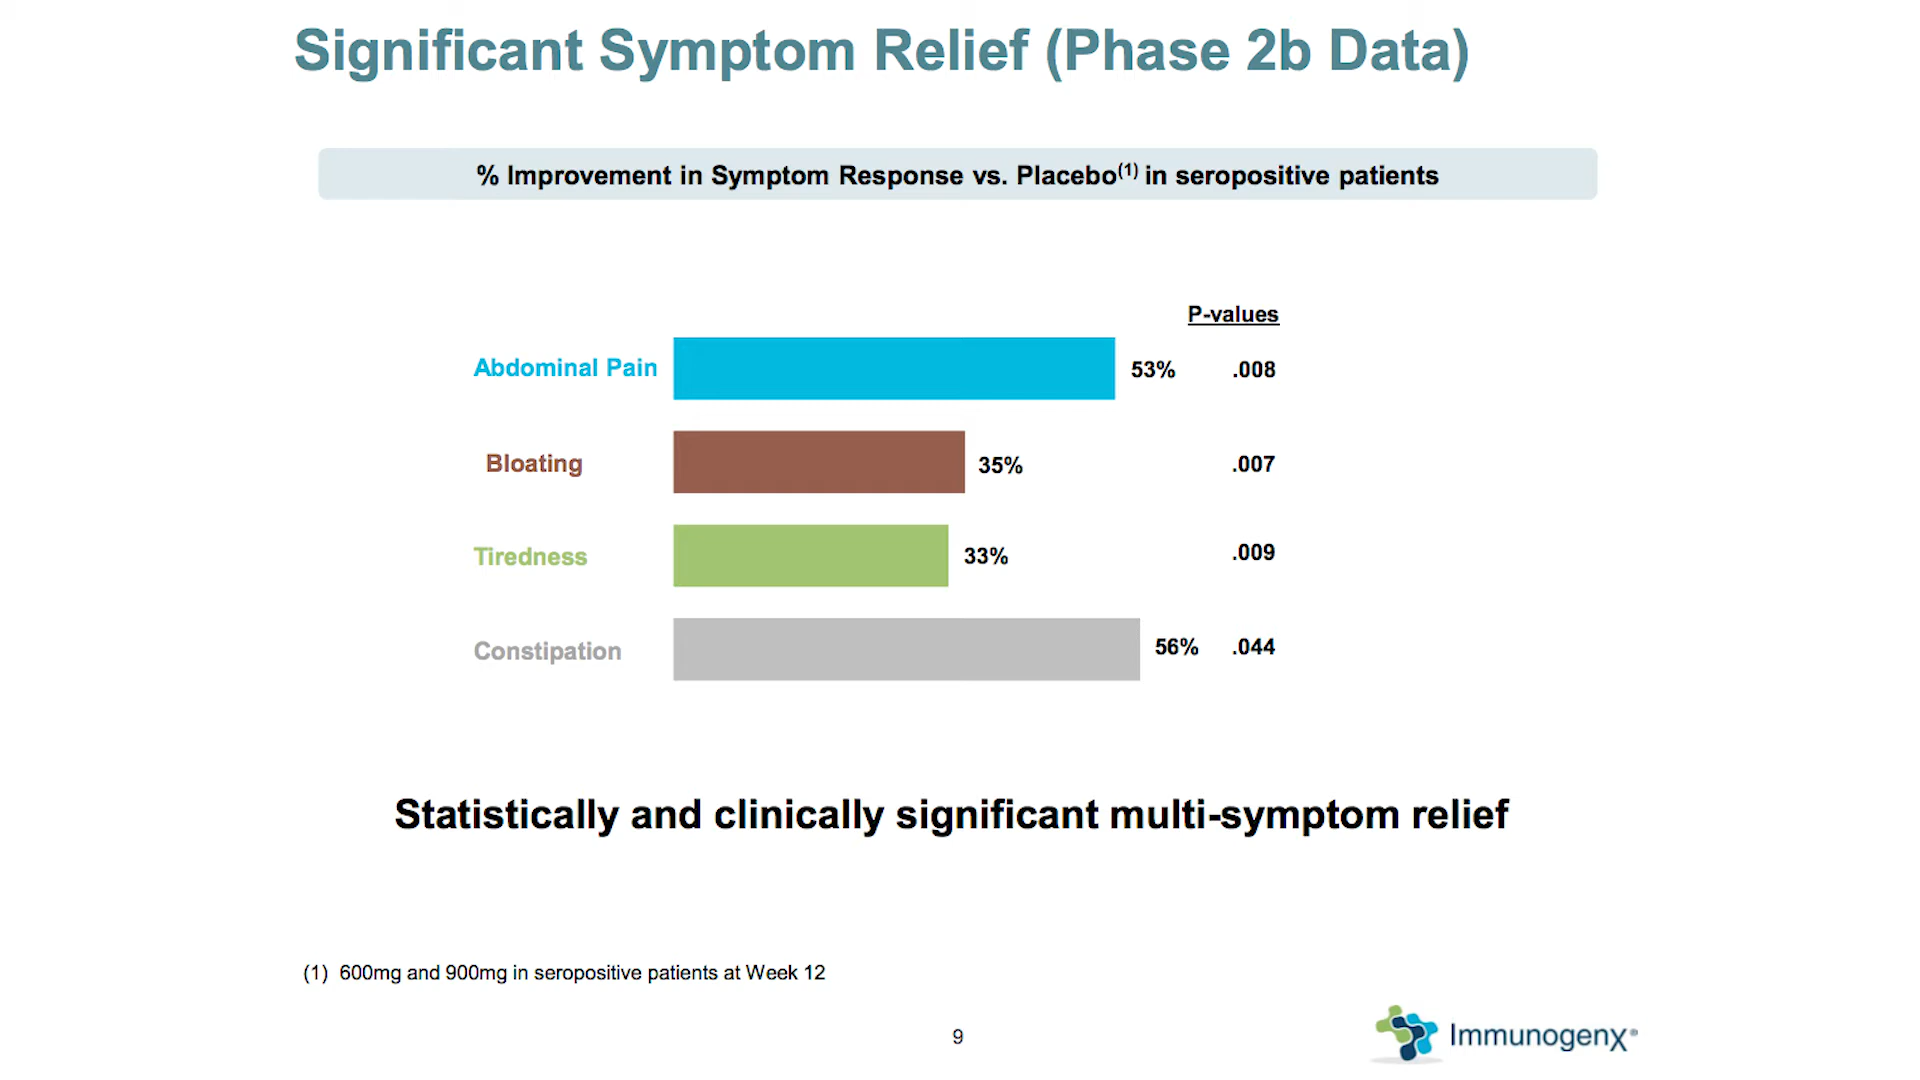 Significant Symptom Relief (Phase 2b Data)
% Improvement in Symptom Response vs. Placebo(1) in seropositive patients
P-values
Abdominal Pain 53% .008
Bloating 35% .007
Tiredness 33% .009
Constipation 56% .044
Statistically and clinically significant multi-symptom relief
(1) 600mg and 900mg in seropositive patients at Week 12
9
ImmunogenX®